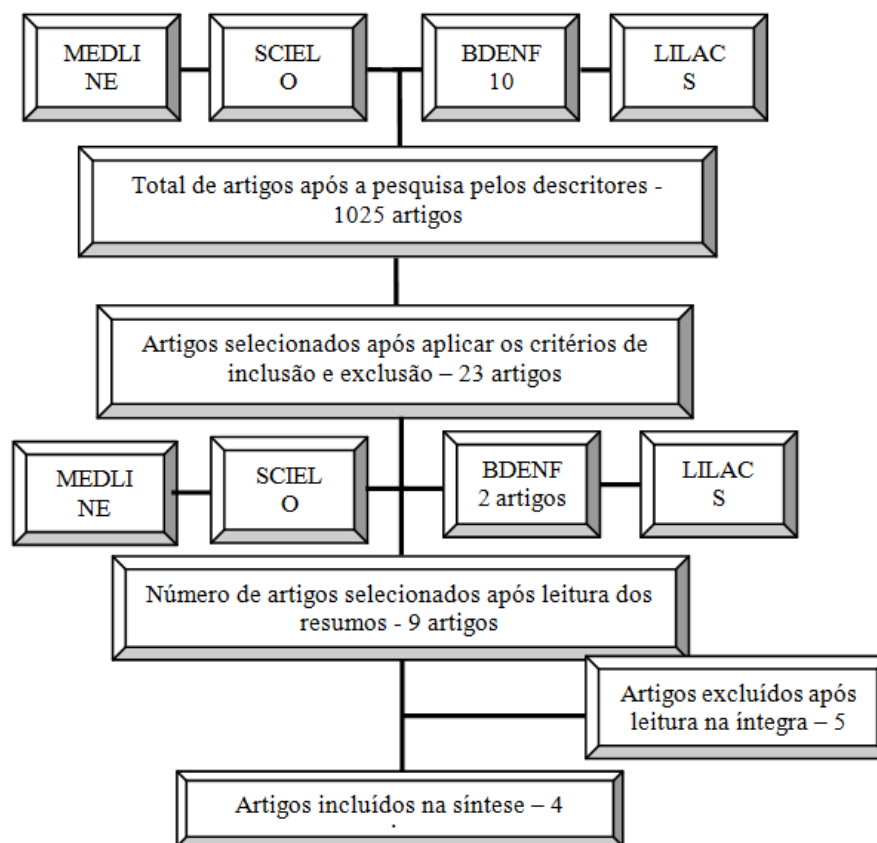 MEDLI
NE
SCIEL
O
BDENF
10
LILAC
S
Total de artigos após a pesquisa pelos descritores -
1025 artigos
Artigos selecionados após aplicar os critérios de
inclusão e exclusão – 23 artigos
MEDLI
NE
SCIEL
O
BDENF
2 artigos
LILAC
S
Número de artigos selecionados após leitura dos
resumos - 9 artigos
Artigos excluídos após
leitura na íntegra – 5
Artigos incluídos na síntese – 4